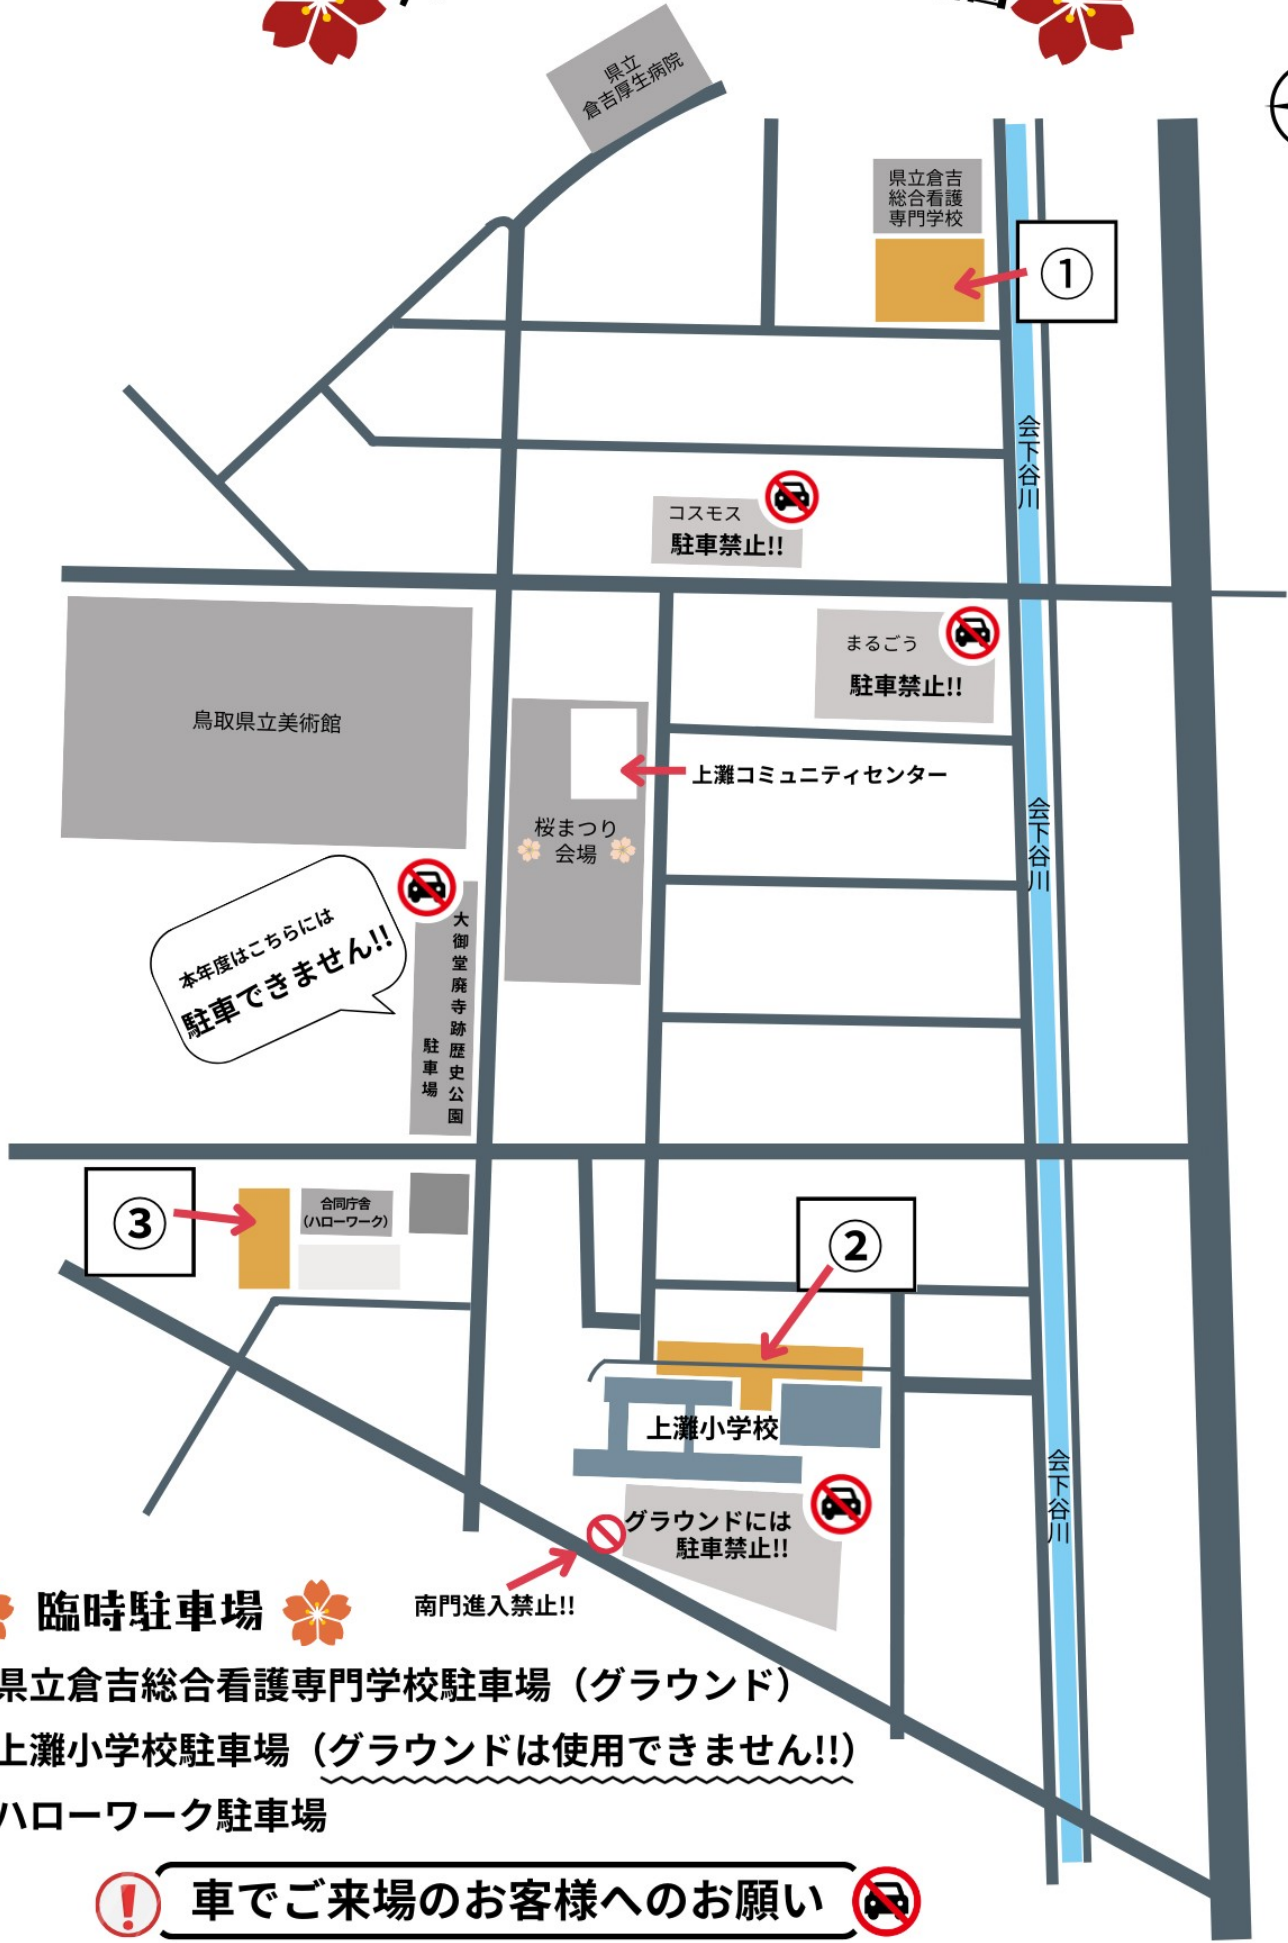 県立
倉吉厚生病院
県立倉吉
総合看護
専門学校
①
会下谷川
コスモス
駐車禁止!!
まるごう
駐車禁止!!
鳥取県立美術館
上灘コミュニティセンター
桜まつり
会場
会下谷川
本年度はこちらには
駐車できません!!
大御堂廃寺跡歴史公園
駐車場
③
合同庁舎
(ハローワーク)
②
上灘小学校
会下谷川
グラウンドには
駐車禁止!!
南門進入禁止!!
臨時駐車場
県立倉吉総合看護専門学校駐車場（グラウンド）
上灘小学校駐車場（グラウンドは使用できません!!）
ハローワーク駐車場
車でご来場のお客様へのお願い